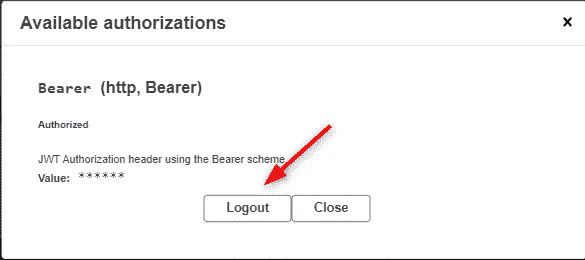 Available authorizations ×
Bearer (http, Bearer)
Authorized
JWT Authorization header using the Bearer scheme
Value: ******
Logout Close